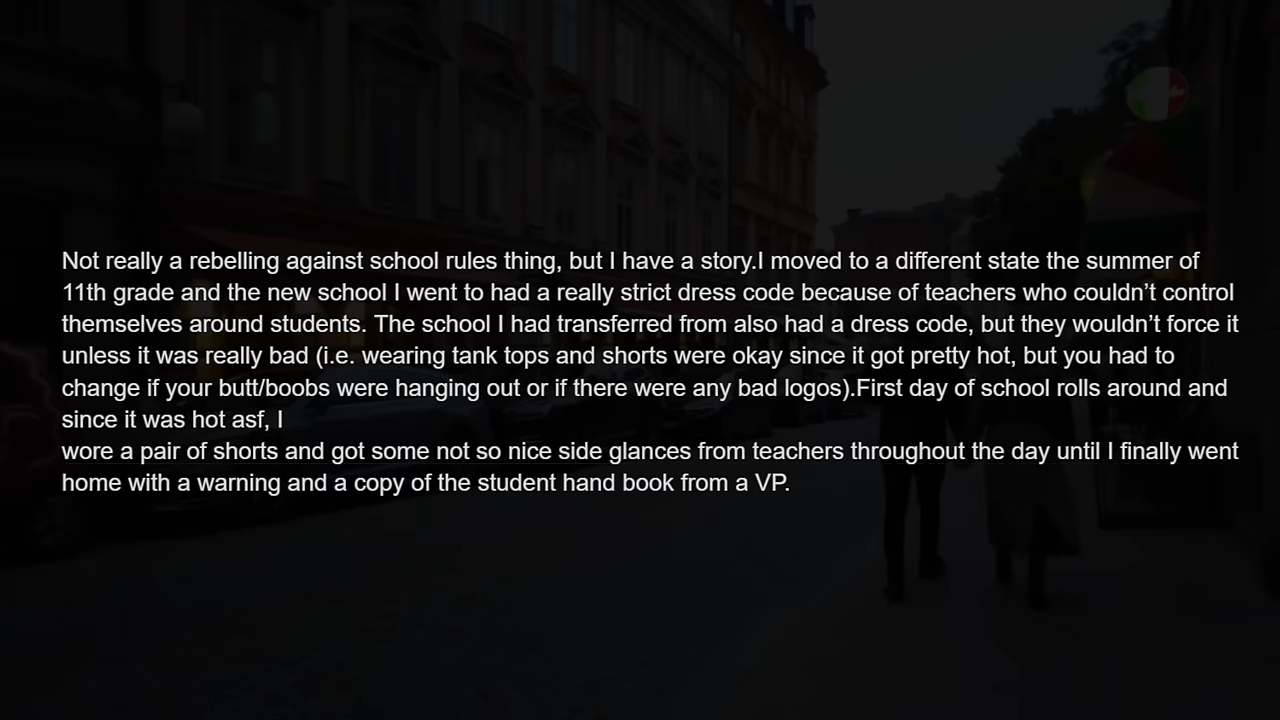 Not really a rebelling against school rules thing, but I have a story.I moved to a different state the summer of
11th grade and the new school I went to had a really strict dress code because of teachers who couldn’t control
themselves around students. The school I had transferred from also had a dress code, but they wouldn’t force it
unless it was really bad (i.e. wearing tank tops and shorts were okay since it got pretty hot, but you had to
change if your butt/boobs were hanging out or if there were any bad logos).First day of school rolls around and
since it was hot asf, I
wore a pair of shorts and got some not so nice side glances from teachers throughout the day until I finally went
home with a warning and a copy of the student hand book from a VP.